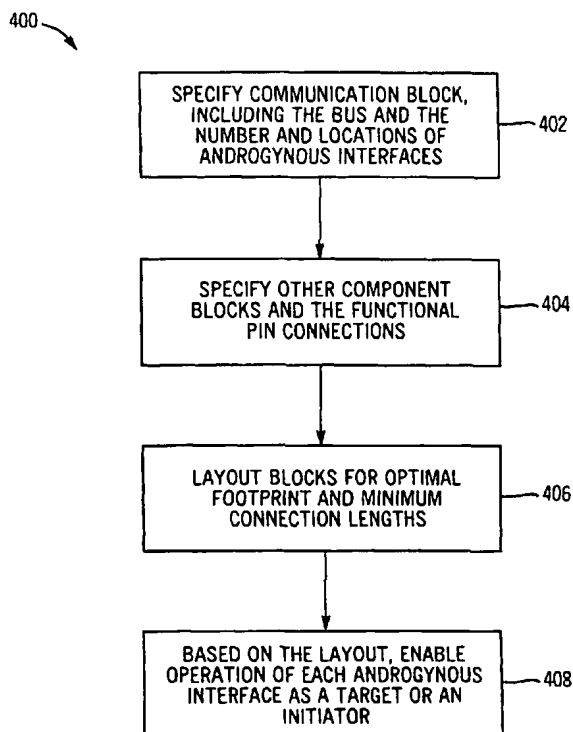 400
SPECIFY COMMUNICATION BLOCK,
INCLUDING THE BUS AND THE
NUMBER AND LOCATIONS OF
ANDROGYNOUS INTERFACES
402
SPECIFY OTHER COMPONENT
BLOCKS AND THE FUNCTIONAL
PIN CONNECTIONS
404
LAYOUT BLOCKS FOR OPTIMAL
FOOTPRINT AND MINIMUM
CONNECTION LENGTHS
406
BASED ON THE LAYOUT, ENABLE
OPERATION OF EACH ANDROGYNOUS
INTERFACE AS A TARGET OR AN
INITIATOR
408